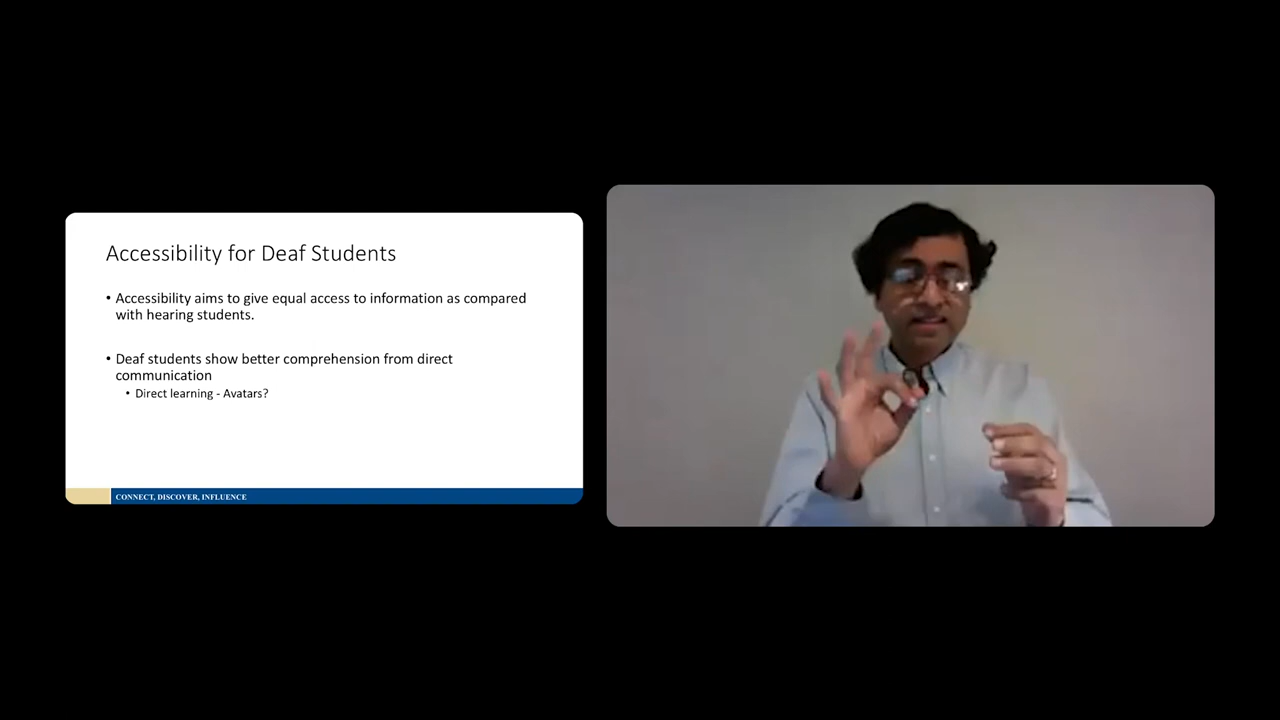 Accessibility for Deaf Students
• Accessibility aims to give equal access to information as compared
with hearing students.
• Deaf students show better comprehension from direct
communication
• Direct learning - Avatars?
CONNECT, DISCOVER, INFLUENCE